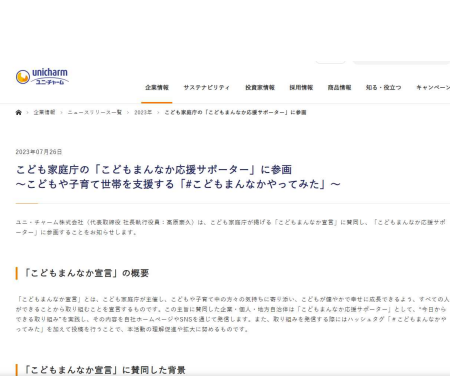 unicharm
ユニ・チャーム
企業情報 サステナビリティ 投資家情報 採用情報 商品情報 知る・役立つ キャンペーン
企業情報 > ニュースリリース一覧 > 2023年 > こども家庭庁の「こどもまんなか応援サポーター」に参画
2023年07月26日
こども家庭庁の「こどもまんなか応援サポーター」に参画
～こどもや子育て世帯を支援する「#こどもまんなかやってみた」～
ユニ・チャーム株式会社（代表取締役 社長執行役員：高原豪久）は、こども家庭庁が掲げる「こどもまんなか宣言」に賛同し、「こどもまんなか応援サポ
ーター」に参画することをお知らせします。
「こどもまんなか宣言」の概要
「こどもまんなか宣言」とは、こども家庭庁が主催し、こどもや子育て中の方々の気持ちに寄り添い、こどもが健やかで幸せに成長できるよう、すべての人
ができることから取り組むことを宣言するものです。この主旨に賛同した企業・個人・地方自治体は「こどもまんなか応援サポーター」として、“今日から
できる取り組み”を実践し、その内容を自社ホームページやSNSを通じて発信します。また、取り組みを発信する際にはハッシュタグ「#こどもまんなかや
ってみた」を加えて投稿を行うことで、本活動の理解促進や拡大に努めるものです。
「こどもまんなか宣言」に賛同した背景